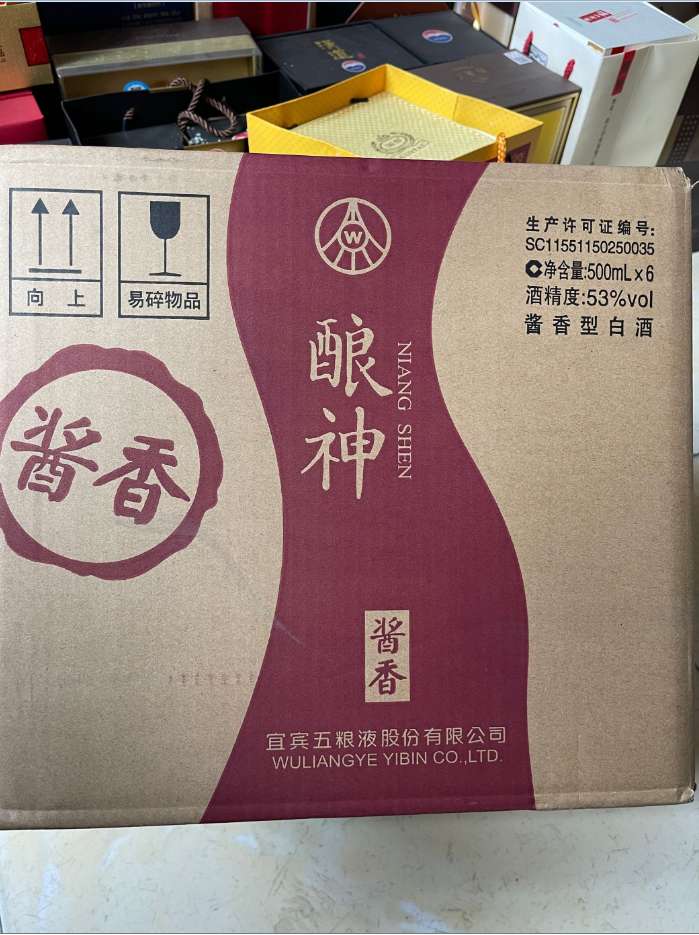 向上
易碎物品
酱香
W
酿神
NIANG SHEN
酱香
宜宾五粮液股份有限公司
WULIANGYE YIBIN CO.,LTD.
生产许可证编号:
SC11551150250035
净含量:500mL x 6
酒精度:53%vol
酱香型白酒